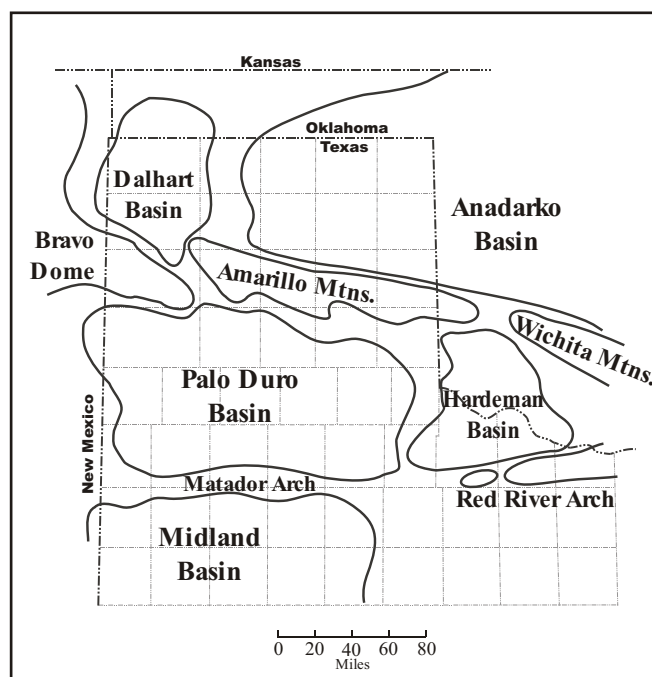 Kansas
Oklahoma
Texas
Dalhart
Basin
Anadarko
Basin
Bravo
Dome
Amarillo Mtns.
Wichita Mtns.
Palo Duro
Basin
Hardeman
Basin
New Mexico
Matador Arch
Red River Arch
Midland
Basin
0 20 40 60 80
Miles